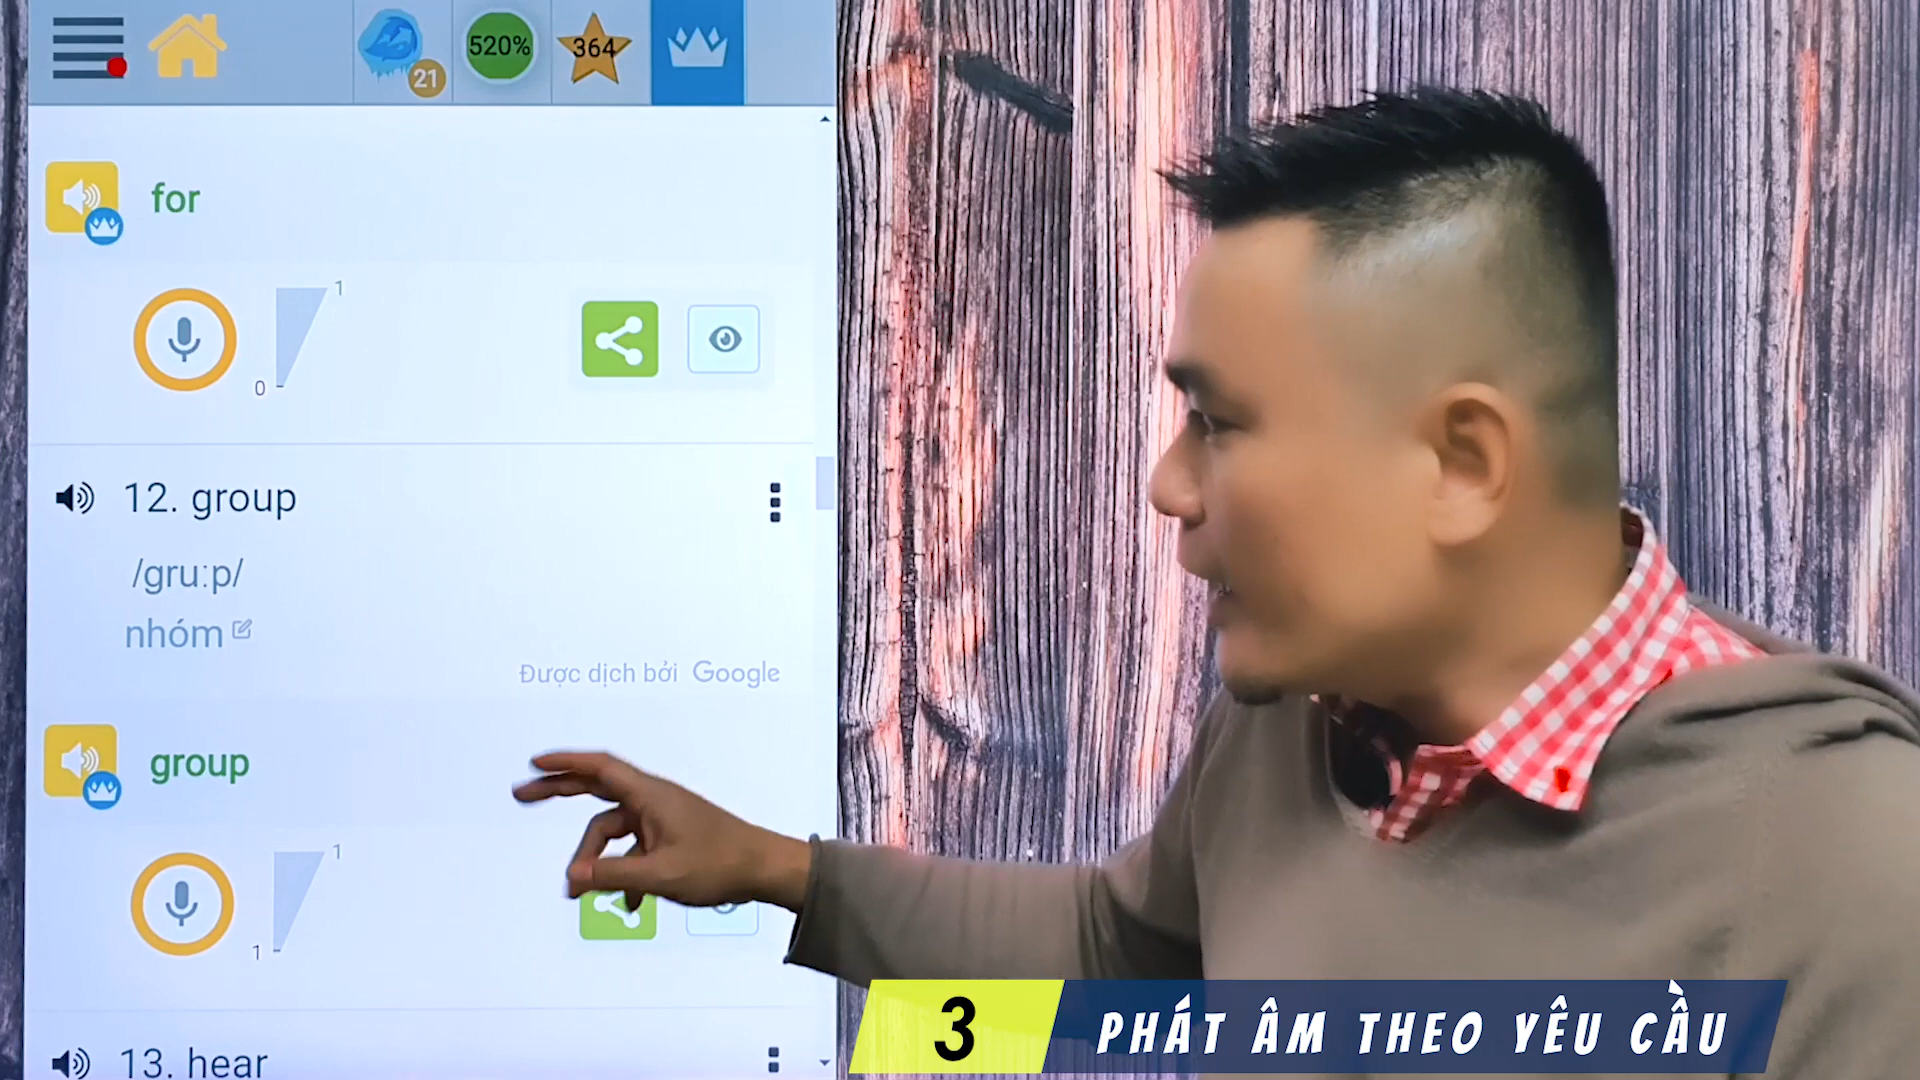 21
520%
364
for
1
0
12. group
/gru:p/
nhóm
Được dịch bởi Google
group
1
1
13. hear
3 PHÁT ÂM THEO YÊU CẦU